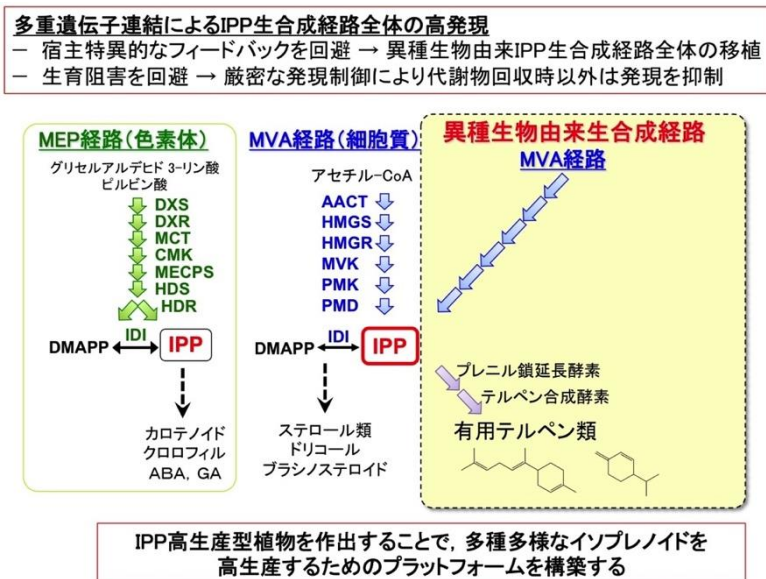 多重遺伝子連結によるIPP生合成経路全体の高発現
− 宿主特異的なフィードバックを回避 → 異種生物由来IPP生合成経路全体の移植
− 生育阻害を回避 → 厳密な発現制御により代謝物回収時以外は発現を抑制
MEP経路(色素体)
グリセルアルデヒド 3-リン酸
ピルビン酸
DXS
DXR
MCT
CMK
MECPS
HDS
HDR
IDI
DMAPP
IPP
カロテノイド
クロロフィル
ABA, GA
MVA経路(細胞質)
アセチル-CoA
AACT
HMGS
HMGR
MVK
PMK
PMD
IDI
DMAPP
IPP
ステロール類
ドリコール
ブラシノステロイド
異種生物由来生合成経路
MVA経路
プレニル鎖延長酵素
テルペン合成酵素
有用テルペン類
IPP高生産型植物を作出することで, 多種多様なイソプレノイドを
高生産するためのプラットフォームを構築する